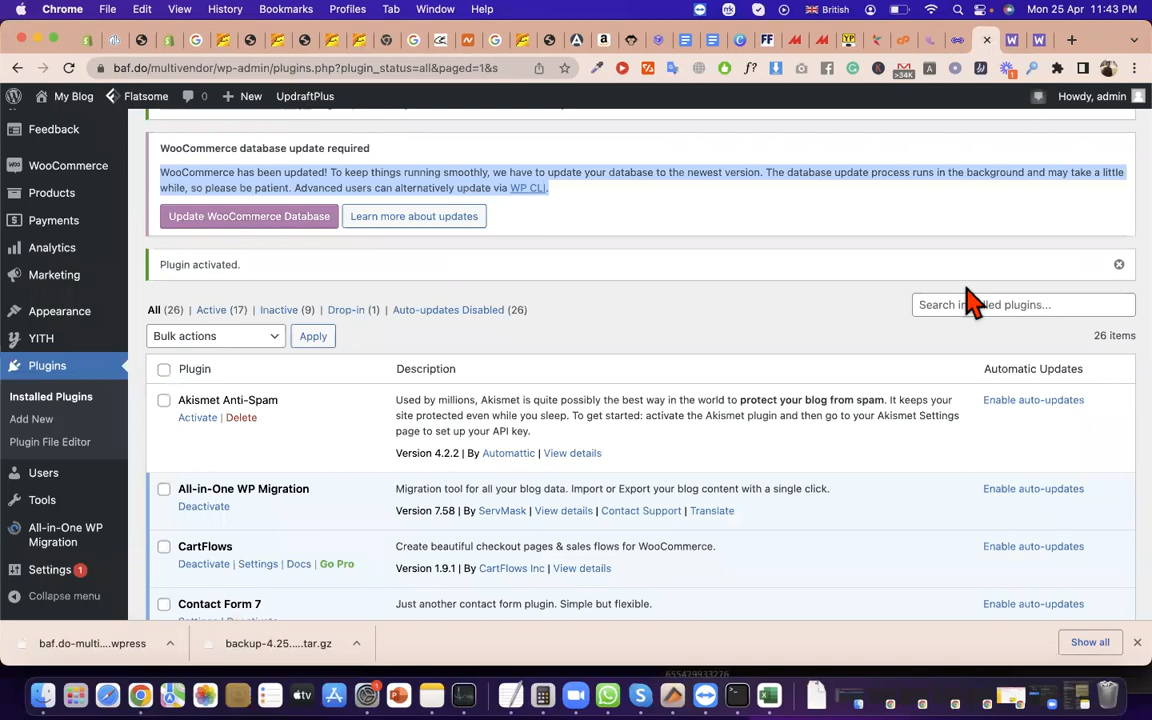 Chrome File Edit View History Bookmarks Profiles Tab Window Help British Mon 25 Apr 11:43 PM
baf.do/multivendor/wp-admin/plugins.php?plugin_status=all&paged=1&s
My Blog Flatsome 0 + New UpdraftPlus Howdy, admin
Feedback
WooCommerce
Products
Payments
Analytics
Marketing
Appearance
YITH
Plugins
Installed Plugins
Add New
Plugin File Editor
Users
Tools
All-in-One WP
Migration
Settings 1
Collapse menu
WooCommerce database update required
WooCommerce has been updated! To keep things running smoothly, we have to update your database to the newest version. The database update process runs in the background and may take a little
while, so please be patient. Advanced users can alternatively update via WP CLI.
Update WooCommerce Database Learn more about updates
Plugin activated.
All (26) | Active (17) | Inactive (9) | Drop-in (1) | Auto-updates Disabled (26)
Search installed plugins...
Bulk actions Apply
26 items
Plugin Description Automatic Updates
Akismet Anti-Spam
Activate | Delete
Used by millions, Akismet is quite possibly the best way in the world to protect your blog from spam. It keeps your
site protected even while you sleep. To get started: activate the Akismet plugin and then go to your Akismet Settings
page to set up your API key.
Version 4.2.2 | By Automattic | View details
Enable auto-updates
All-in-One WP Migration
Deactivate
Migration tool for all your blog data. Import or Export your blog content with a single click.
Version 7.58 | By ServMask | View details | Contact Support | Translate
Enable auto-updates
CartFlows
Deactivate | Settings | Docs | Go Pro
Create beautiful checkout pages & sales flows for WooCommerce.
Version 1.9.1 | By CartFlows Inc | View details
Enable auto-updates
Contact Form 7
Just another contact form plugin. Simple but flexible.
Enable auto-updates
baf.do-multi....wpress backup-4.25.....tar.gz Show all